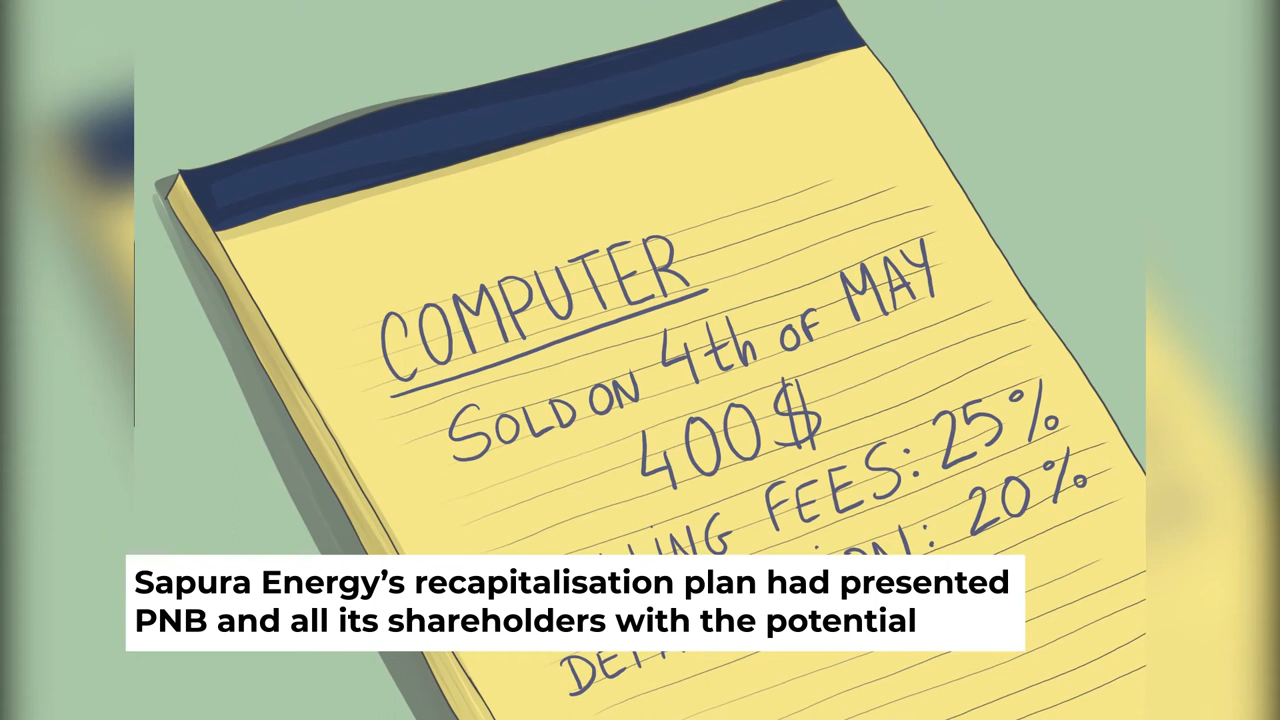 COMPUTER
SOLD ON 4th OF MAY
400$
FEES: 25%
20%
Sapura Energy's recapitalisation plan had presented
PNB and all its shareholders with the potential